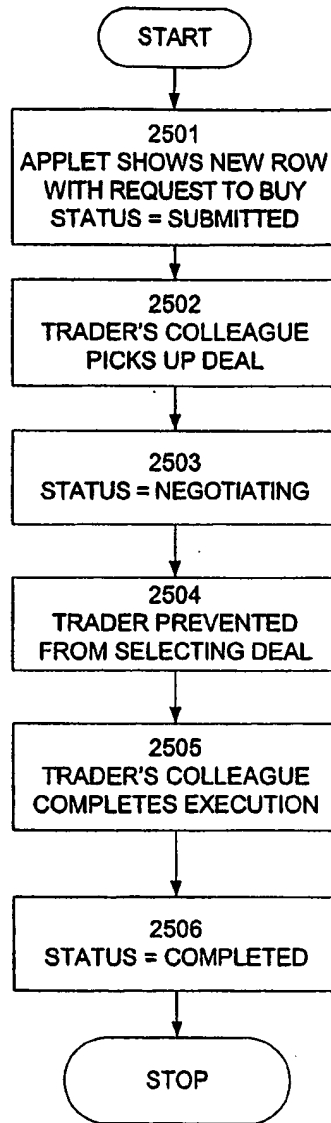 START
2501
APPLET SHOWS NEW ROW
WITH REQUEST TO BUY
STATUS = SUBMITTED
2502
TRADER'S COLLEAGUE
PICKS UP DEAL
2503
STATUS = NEGOTIATING
2504
TRADER PREVENTED
FROM SELECTING DEAL
2505
TRADER'S COLLEAGUE
COMPLETES EXECUTION
2506
STATUS = COMPLETED
STOP